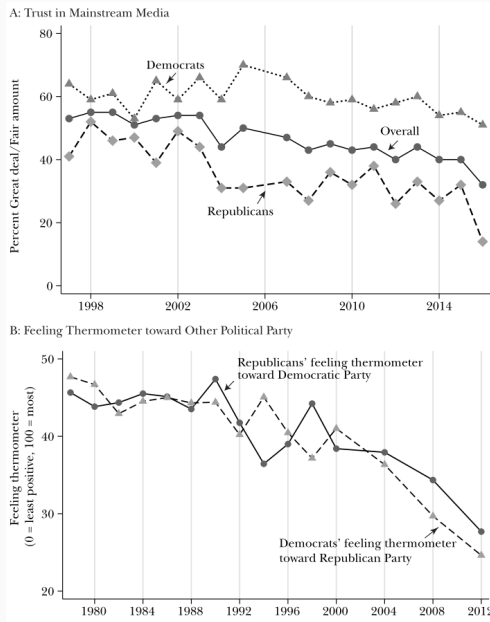 A: Trust in Mainstream Media
80
60
40
20
0
Percent Great deal/Fair amount
Democrats
Overall
Republicans
1998 2002 2006 2010 2014
B: Feeling Thermometer toward Other Political Party
50
40
30
20
Feeling thermometer
(0 = least positive, 100 = most)
Republicans' feeling thermometer
toward Democratic Party
Democrats' feeling thermometer
toward Republican Party
1980 1984 1988 1992 1996 2000 2004 2008 2012